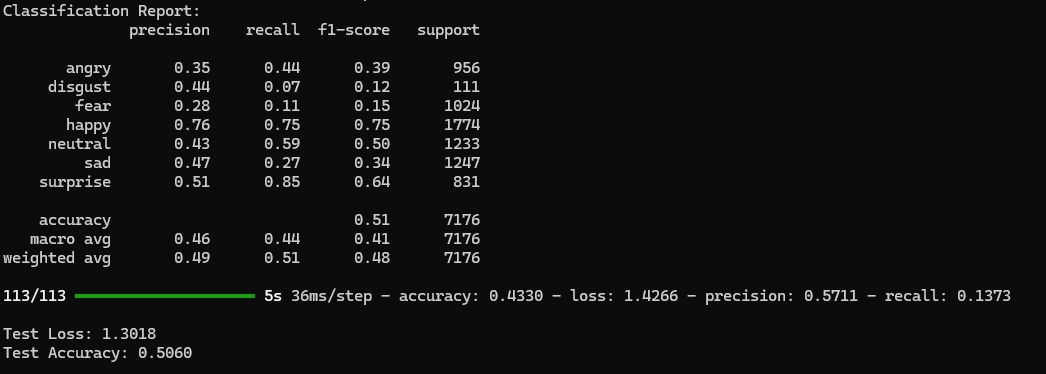 Classification Report:
precision recall f1-score support
angry 0.35 0.44 0.39 956
disgust 0.44 0.07 0.12 111
fear 0.28 0.11 0.15 1024
happy 0.76 0.75 0.75 1774
neutral 0.43 0.59 0.50 1233
sad 0.47 0.27 0.34 1247
surprise 0.51 0.85 0.64 831
accuracy 0.51 7176
macro avg 0.46 0.44 0.41 7176
weighted avg 0.49 0.51 0.48 7176
113/113 5s 36ms/step - accuracy: 0.4330 - loss: 1.4266 - precision: 0.5711 - recall: 0.1373
Test Loss: 1.3018
Test Accuracy: 0.5060